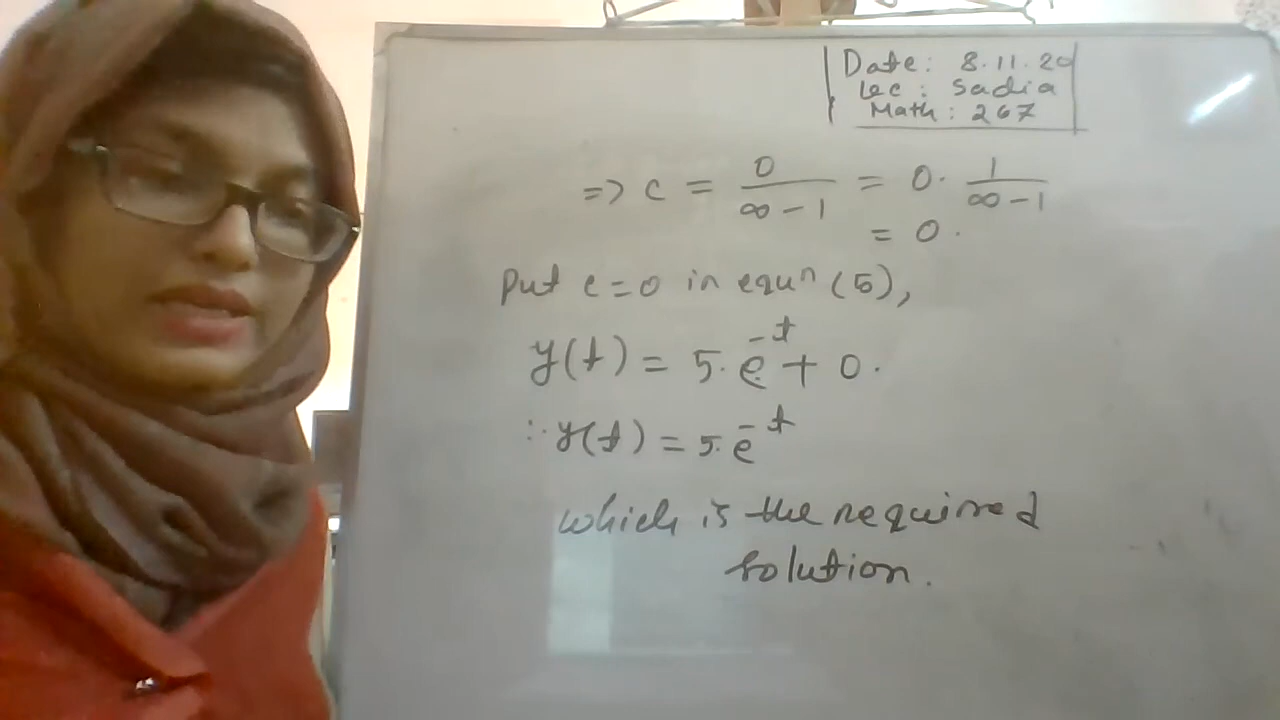 Date: 8.11.20
Lec: Sadia
Math: 267
=> c = 0/(∞-1) = 0. 1/(∞-1)
= 0.
Put c=0 in equⁿ (5),
y(t) = 5.e^-t + 0.
∴ y(t) = 5.e^-t
which is the required
solution.